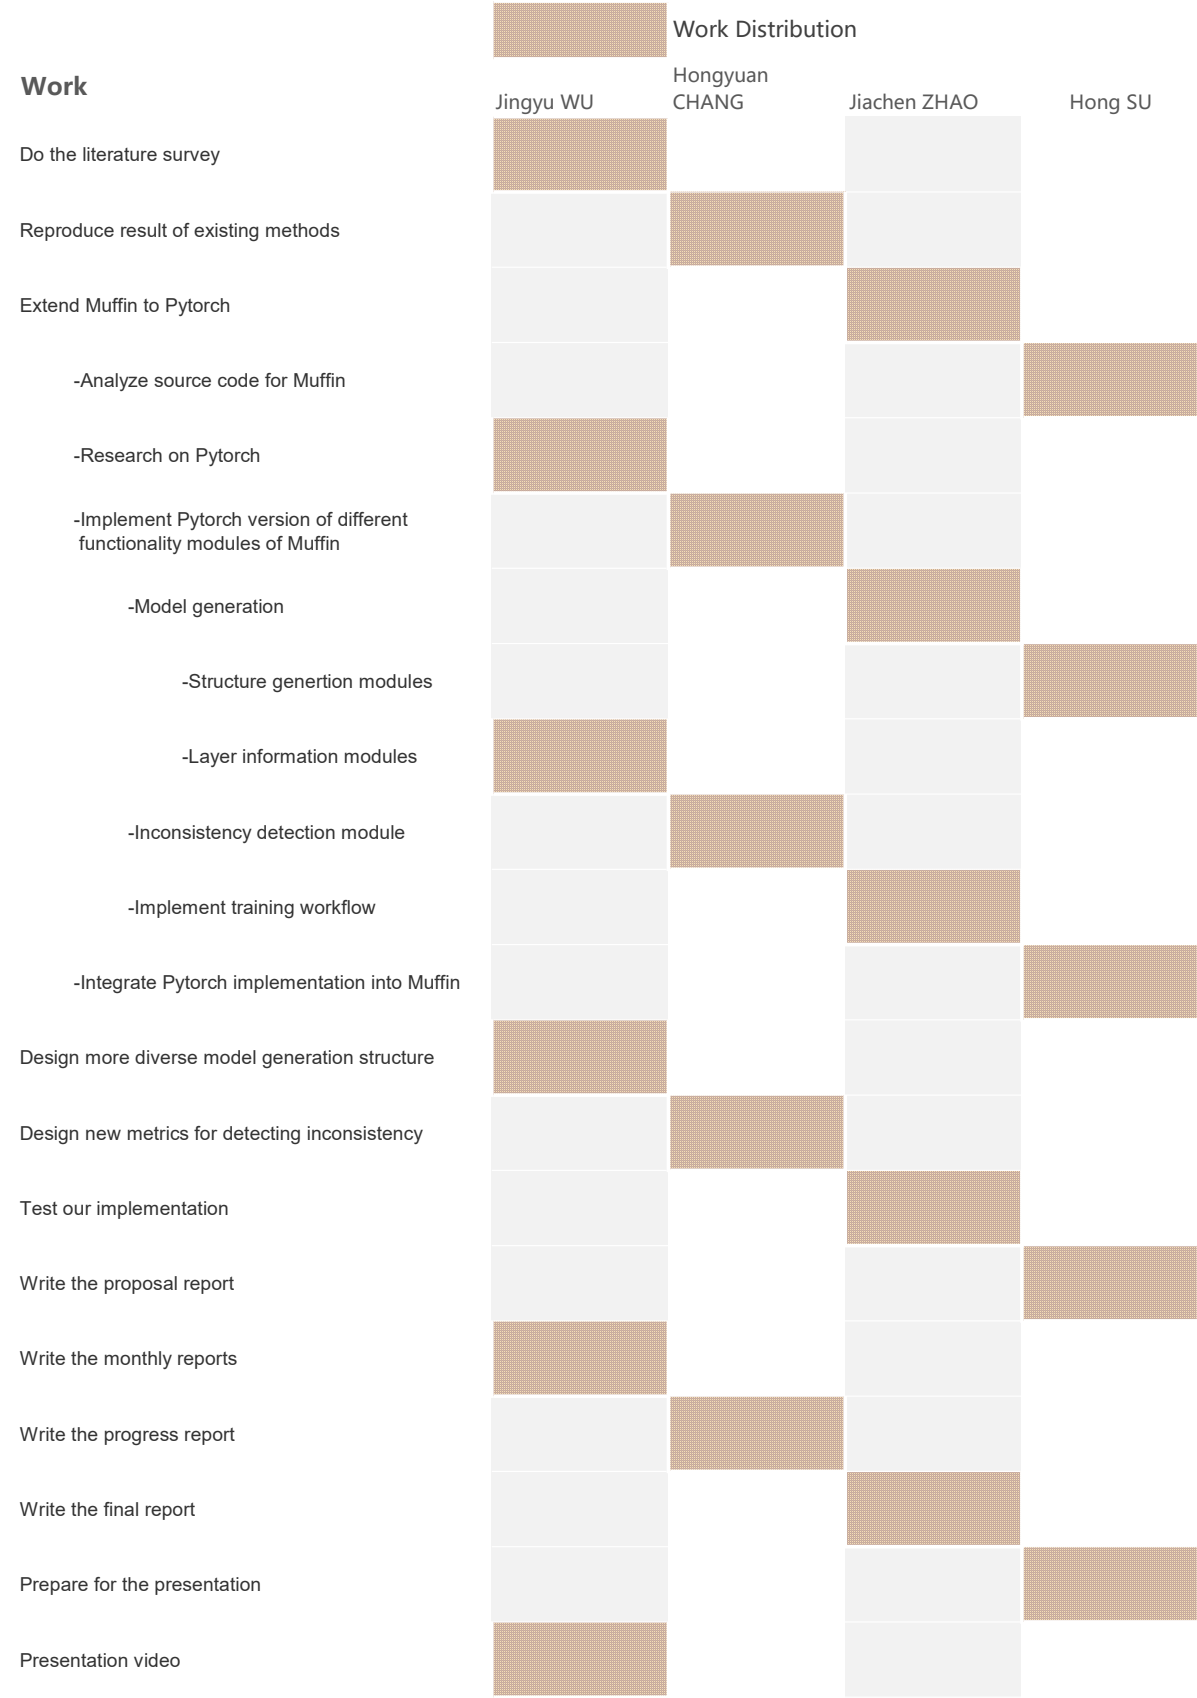 Work Distribution
Work
Jingyu WU
Hongyuan
CHANG
Jiachen ZHAO
Hong SU
Do the literature survey
Reproduce result of existing methods
Extend Muffin to Pytorch
-Analyze source code for Muffin
-Research on Pytorch
-Implement Pytorch version of different
functionality modules of Muffin
-Model generation
-Structure genertion modules
-Layer information modules
-Inconsistency detection module
-Implement training workflow
-Integrate Pytorch implementation into Muffin
Design more diverse model generation structure
Design new metrics for detecting inconsistency
Test our implementation
Write the proposal report
Write the monthly reports
Write the progress report
Write the final report
Prepare for the presentation
Presentation video